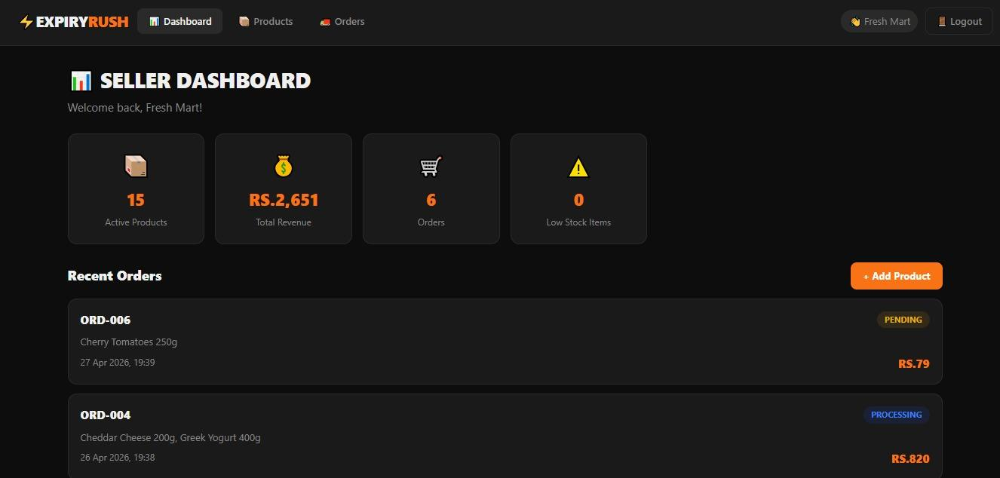 ⚡EXPIRYRUSH
📊 Dashboard
📦 Products
🚚 Orders
👋 Fresh Mart
🚪 Logout
📊 SELLER DASHBOARD
Welcome back, Fresh Mart!
15
Active Products
RS.2,651
Total Revenue
6
Orders
0
Low Stock Items
Recent Orders
+ Add Product
ORD-006
PENDING
Cherry Tomatoes 250g
27 Apr 2026, 19:39
RS.79
ORD-004
PROCESSING
Cheddar Cheese 200g, Greek Yogurt 400g
26 Apr 2026, 19:38
RS.820